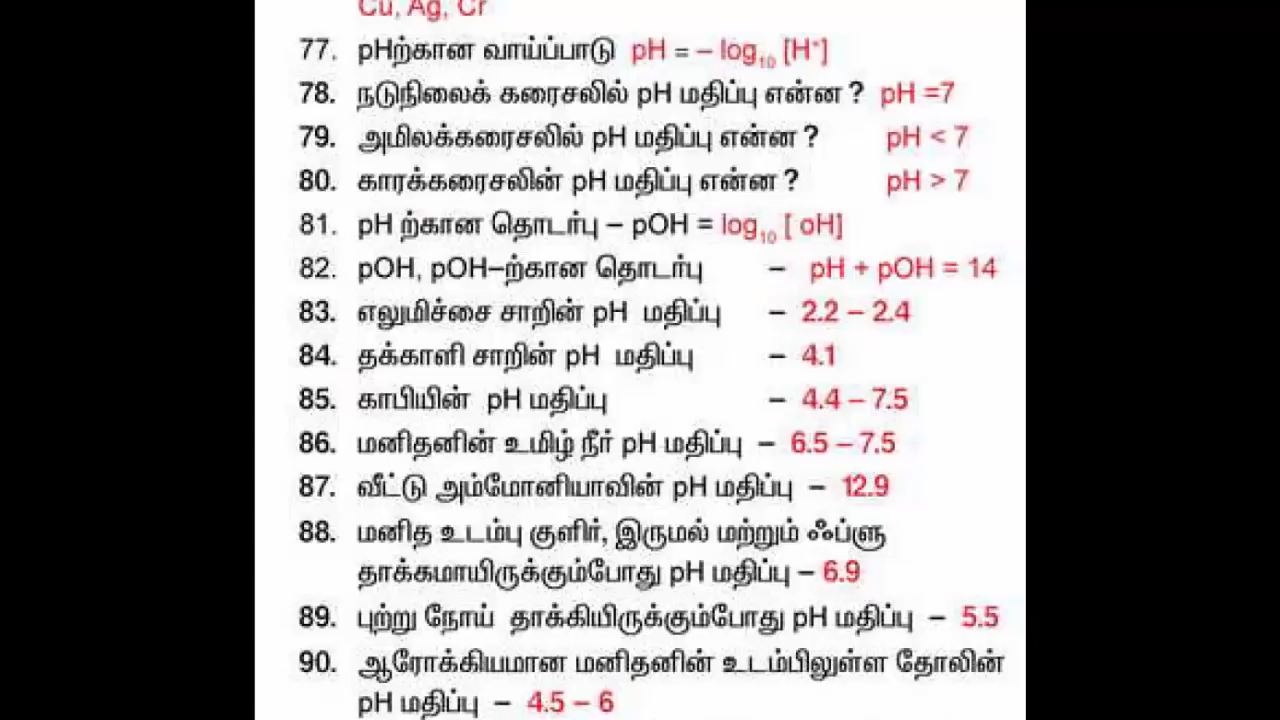 Cu, Ag, Cr
77. pHற்கான வாய்ப்பாடு pH = – log₁₀ [H⁺]
78. நடுநிலைக் கரைசலில் pH மதிப்பு என்ன ? pH =7
79. அமிலக்கரைசலில் pH மதிப்பு என்ன ? pH < 7
80. காரக்கரைசலின் pH மதிப்பு என்ன ? pH > 7
81. pH ற்கான தொடர்பு – pOH = log₁₀ [ oH]
82. pOH, pOH–ற்கான தொடர்பு – pH + pOH = 14
83. எலுமிச்சை சாறின் pH மதிப்பு – 2.2 – 2.4
84. தக்காளி சாறின் pH மதிப்பு – 4.1
85. காபியின் pH மதிப்பு – 4.4 – 7.5
86. மனிதனின் உமிழ் நீர் pH மதிப்பு – 6.5 – 7.5
87. வீட்டு அம்மோனியாவின் pH மதிப்பு – 12.9
88. மனித உடம்பு குளிர், இருமல் மற்றும் ஃப்ளு
தாக்கமாயிருக்கும்போது pH மதிப்பு – 6.9
89. புற்று நோய் தாக்கியிருக்கும்போது pH மதிப்பு – 5.5
90. ஆரோக்கியமான மனிதனின் உடம்பிலுள்ள தோலின்
pH மதிப்பு – 4.5 – 6